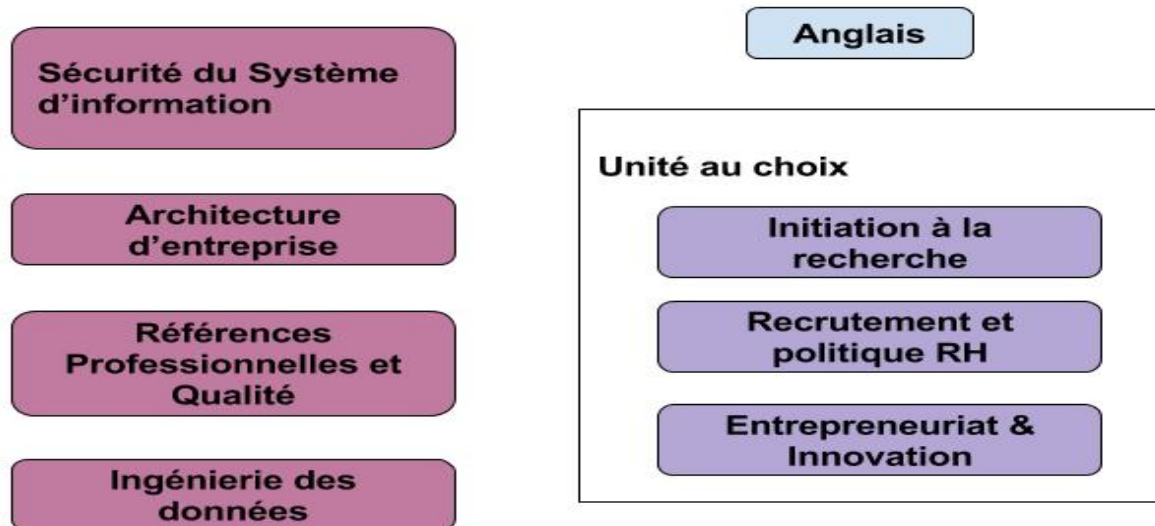 Sécurité du Système
d'information
Architecture
d'entreprise
Références
Professionnelles et
Qualité
Ingénierie des
données
Anglais
Unité au choix
Initiation à la
recherche
Recrutement et
politique RH
Entrepreneuriat &
Innovation